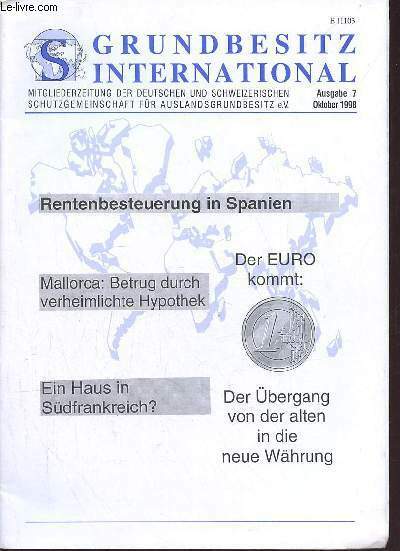 Le-livre.com
E 11105
S
GRUNDBESITZ
INTERNATIONAL
MITGLIEDERZEITUNG DER DEUTSCHEN UND SCHWEIZERISCHEN
SCHUTZGEMEINSCHAFT FÜR AUSLANDSGRUNDBESITZ e.V.
Ausgabe 7
Oktober 1998
Rentenbesteuerung in Spanien
Mallorca: Betrug durch
verheimlichte Hypothek
Der EURO
kommt:
1
Ein Haus in
Südfrankreich?
Der Übergang
von der alten
in die
neue Währung